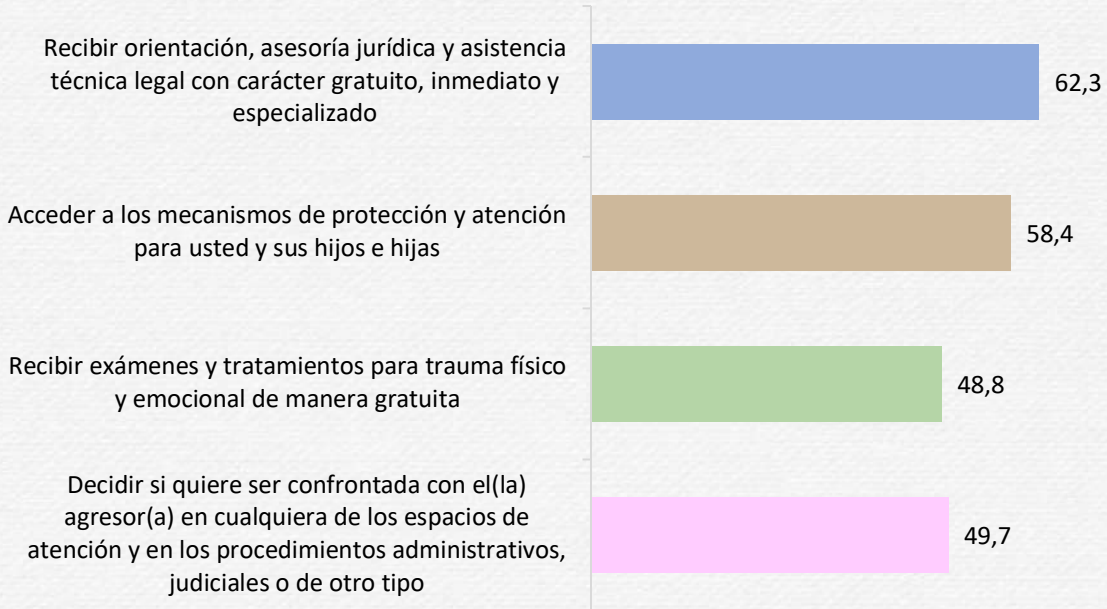 Recibir orientación, asesoría jurídica y asistencia
técnica legal con carácter gratuito, inmediato y
especializado
62,3
Acceder a los mecanismos de protección y atención
para usted y sus hijos e hijas
58,4
Recibir exámenes y tratamientos para trauma físico
y emocional de manera gratuita
48,8
Decidir si quiere ser confrontada con el(la)
agresor(a) en cualquiera de los espacios de
atención y en los procedimientos administrativos,
judiciales o de otro tipo
49,7